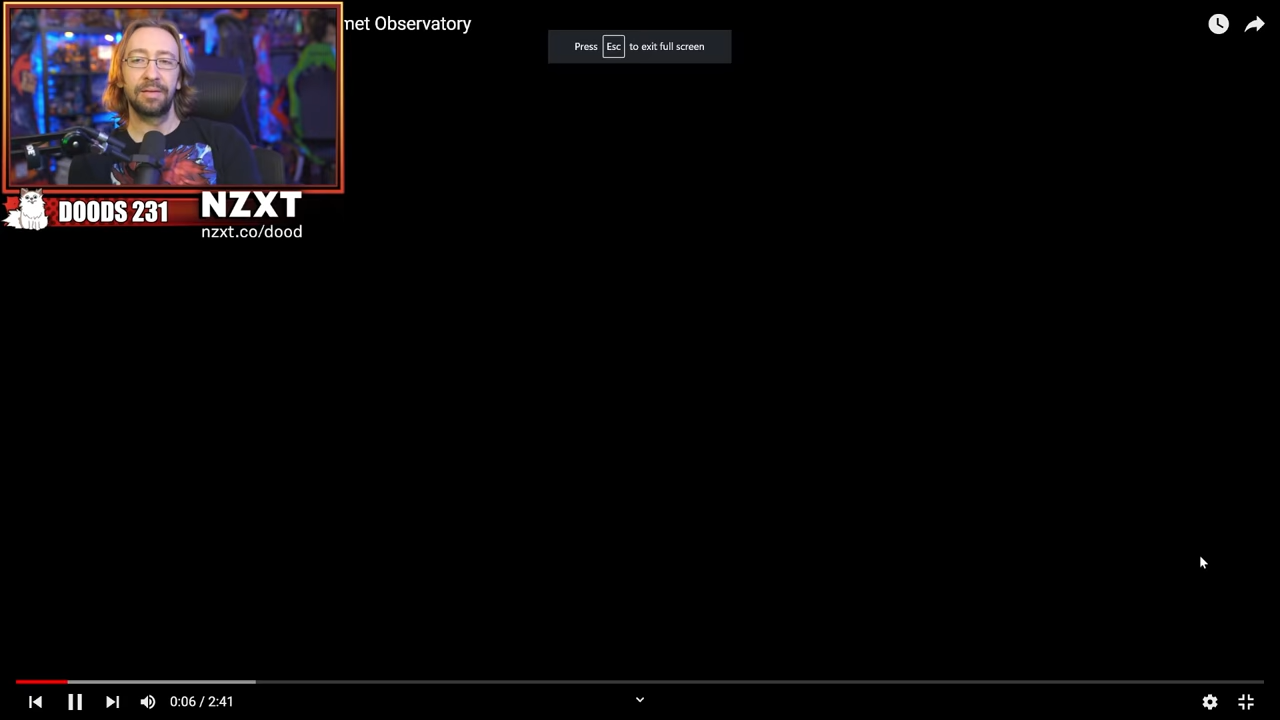 met Observatory
Press Esc to exit full screen
DOODS 231
NZXT
nzxt.co/dood
0:06 / 2:41